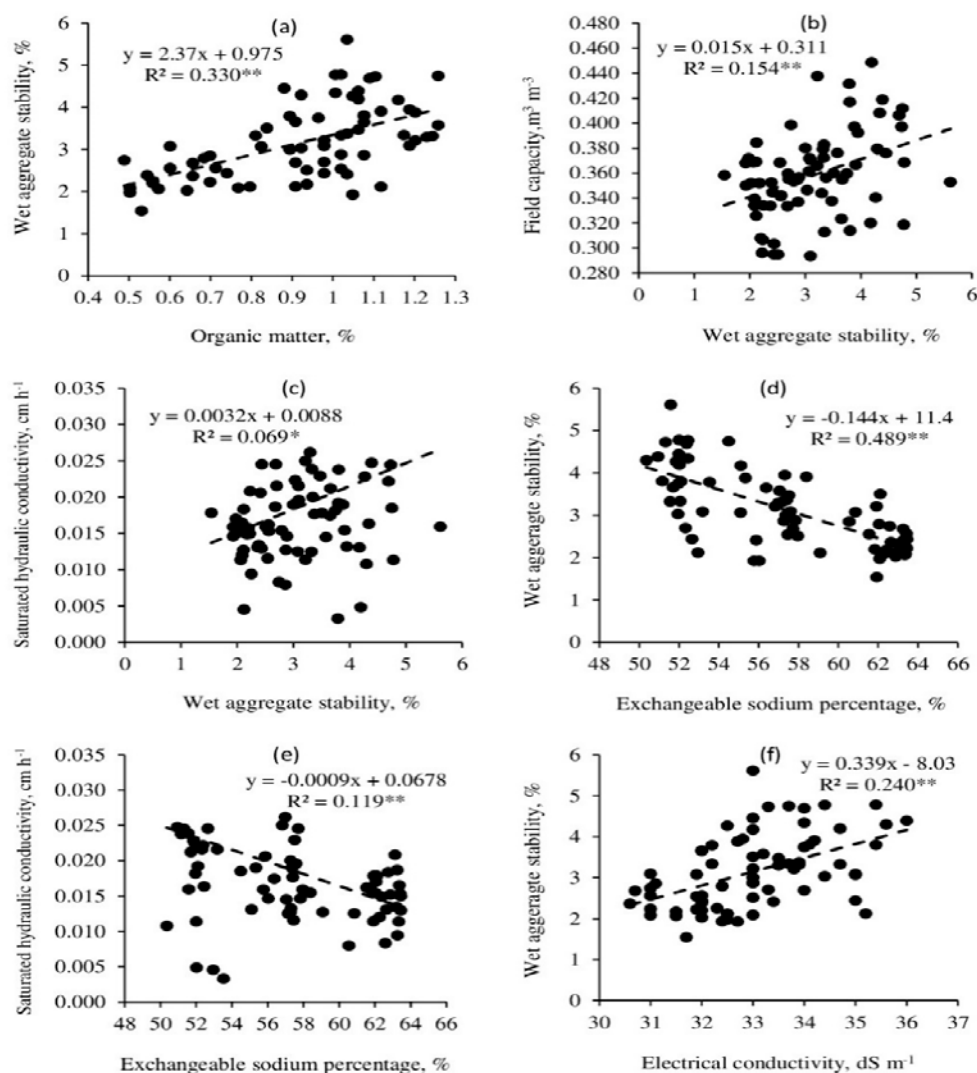 (a)
y = 2.37x + 0.975
R² = 0.330**
Wet aggregate stability, %
6
5
4
3
2
1
0
0.4 0.5 0.6 0.7 0.8 0.9 1 1.1 1.2 1.3
Organic matter, %
(b)
y = 0.015x + 0.311
R² = 0.154**
Field capacity,m³ m⁻³
0.480
0.460
0.440
0.420
0.400
0.380
0.360
0.340
0.320
0.300
0.280
0 1 2 3 4 5 6
Wet aggregate stability, %
(c)
y = 0.0032x + 0.0088
R² = 0.069*
Saturated hydraulic conductivity, cm h⁻¹
0.035
0.030
0.025
0.020
0.015
0.010
0.005
0.000
0 1 2 3 4 5 6
Wet aggregate stability, %
(d)
y = -0.144x + 11.4
R² = 0.489**
Wet aggeragte stability, %
6
5
4
3
2
1
0
48 50 52 54 56 58 60 62 64 66
Exchangeable sodium percentage, %
(e)
y = -0.0009x + 0.0678
R² = 0.119**
Saturated hydraulic conductivity, cm h⁻¹
0.035
0.030
0.025
0.020
0.015
0.010
0.005
0.000
48 50 52 54 56 58 60 62 64 66
Exchangeable sodium percentage, %
(f)
y = 0.339x - 8.03
R² = 0.240**
Wet aggeragte stability, %
6
5
4
3
2
1
0
30 31 32 33 34 35 36 37
Electrical conductivity, dS m⁻¹